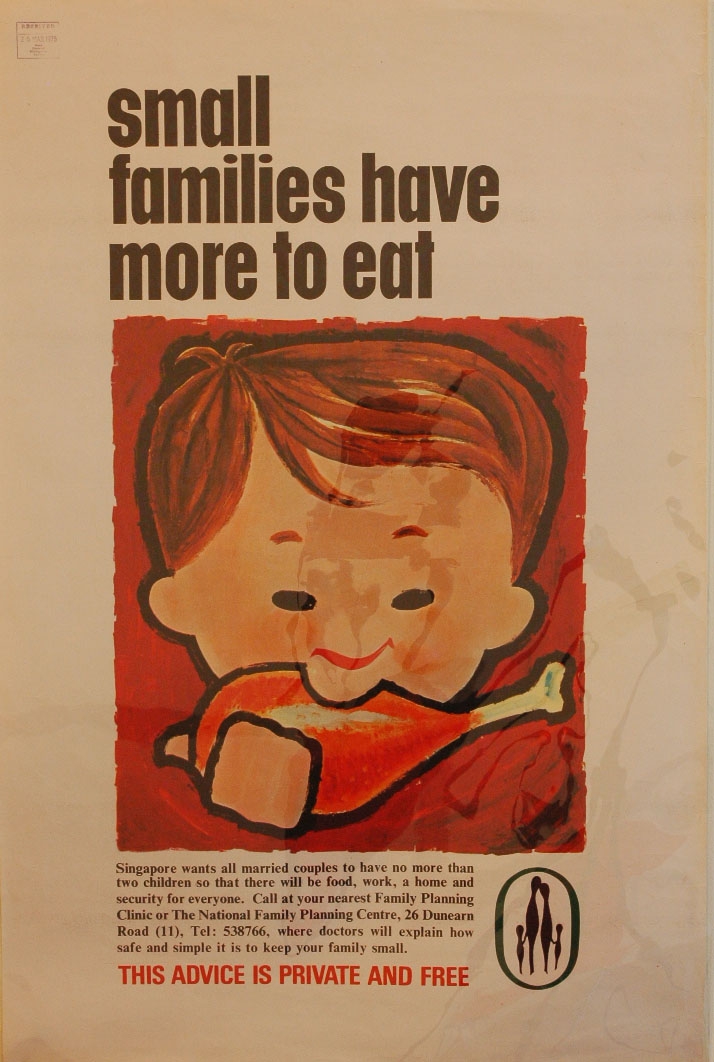 small
families have
more to eat
Singapore wants all married couples to have no more than
two children so that there will be food, work, a home and
security for everyone. Call at your nearest Family Planning
Clinic or The National Family Planning Centre, 26 Dunearn
Road (11), Tel: 538766, where doctors will explain how
safe and simple it is to keep your family small.
THIS ADVICE IS PRIVATE AND FREE